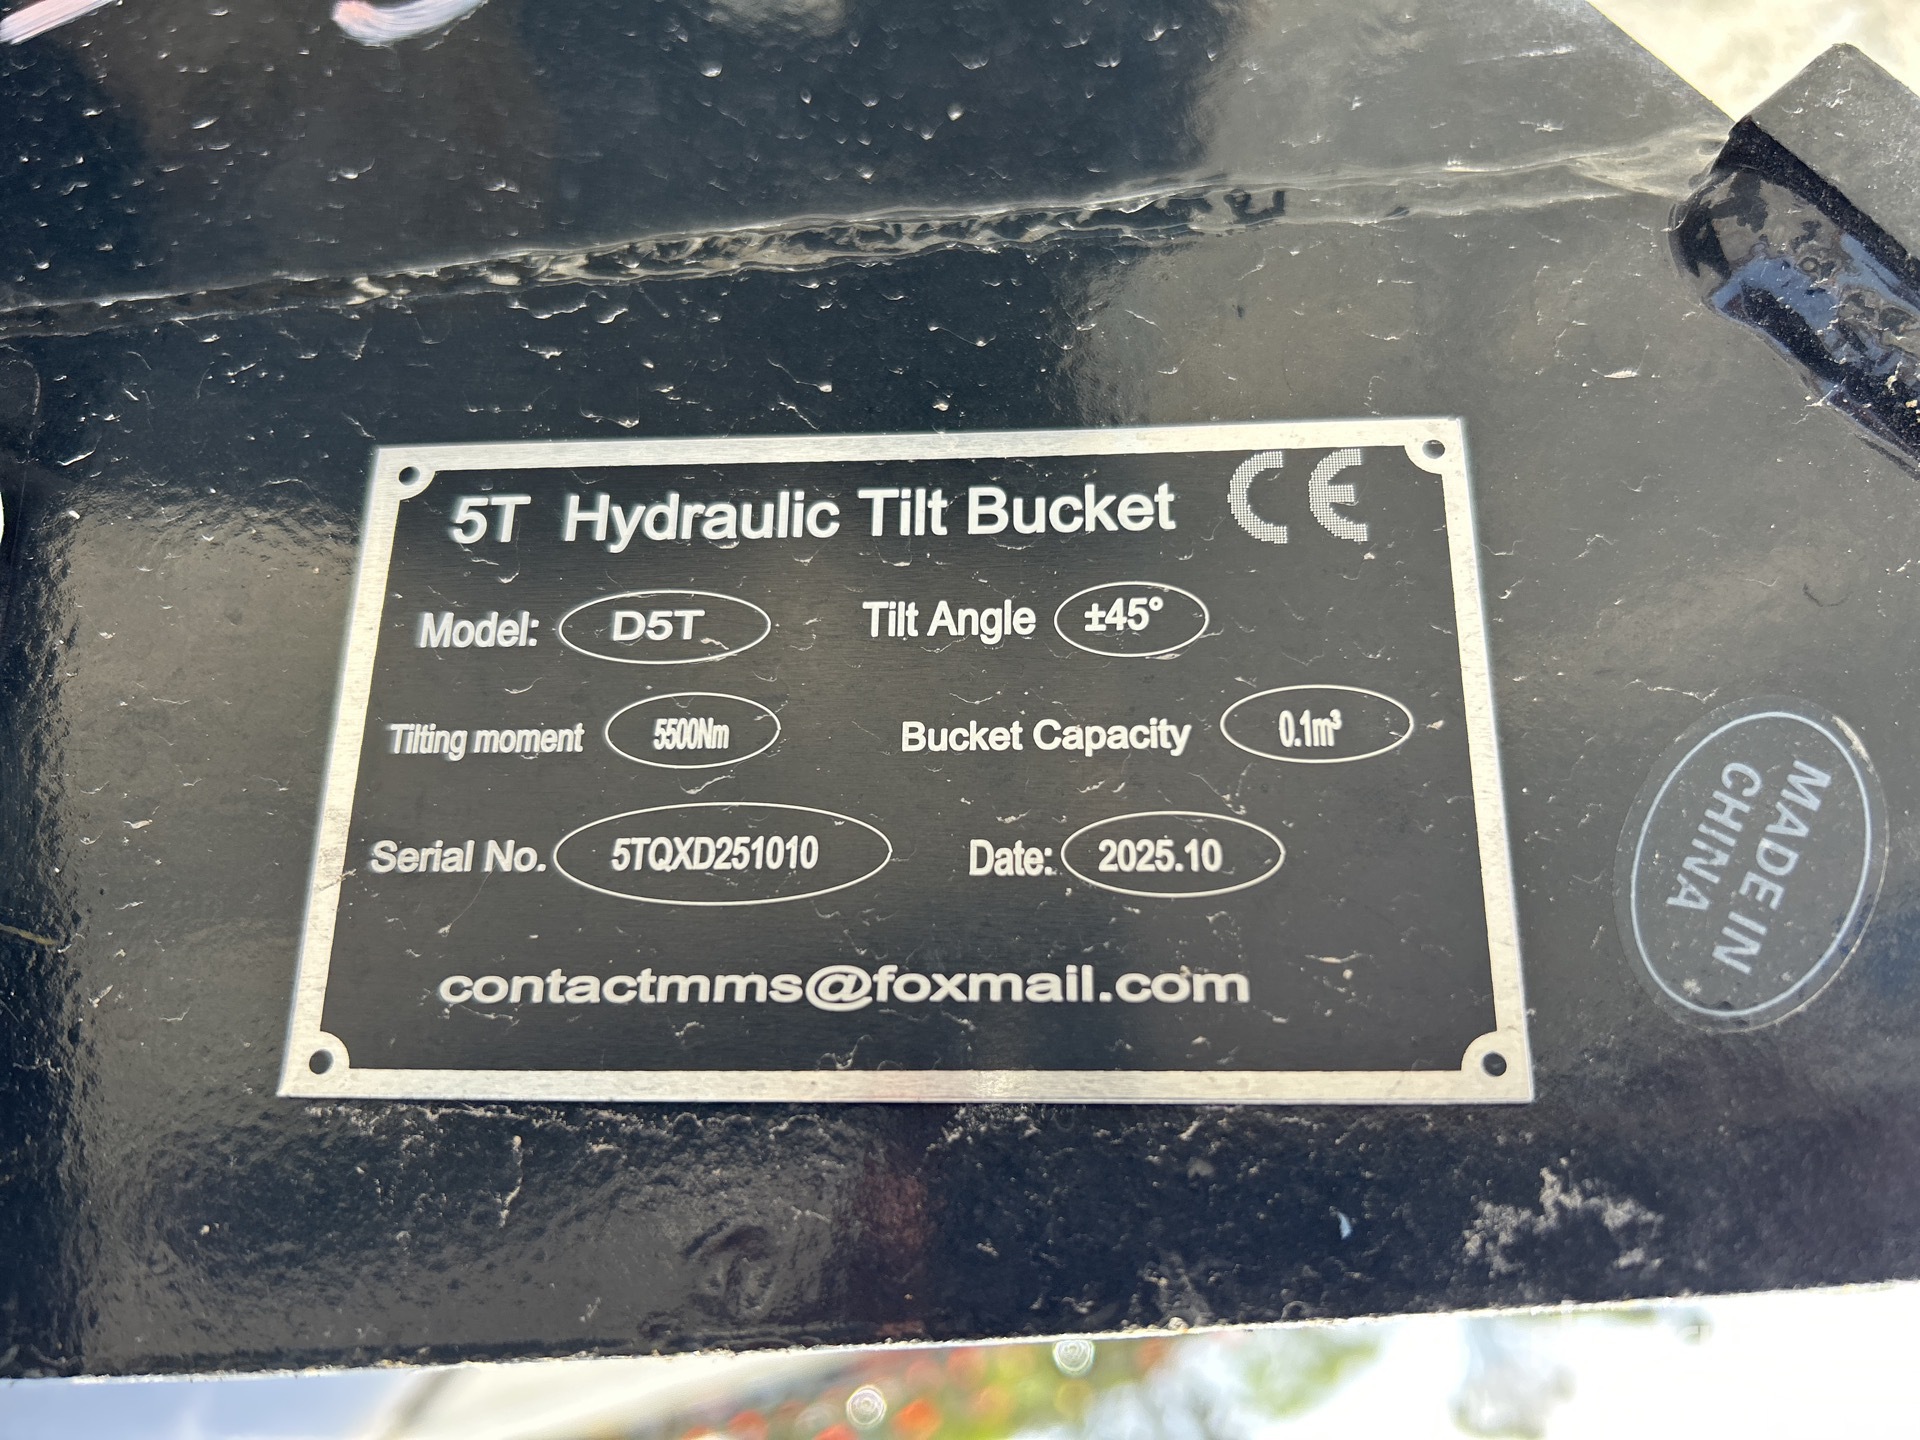 5T Hydraulic Tilt Bucket CE
Model: D5T Tilt Angle ±45°
Tilting moment 5500Nm Bucket Capacity 0.1m³
Serial No. 5TQXD251010 Date: 2025.10
contactmms@foxmail.com
MADE IN
CHINA